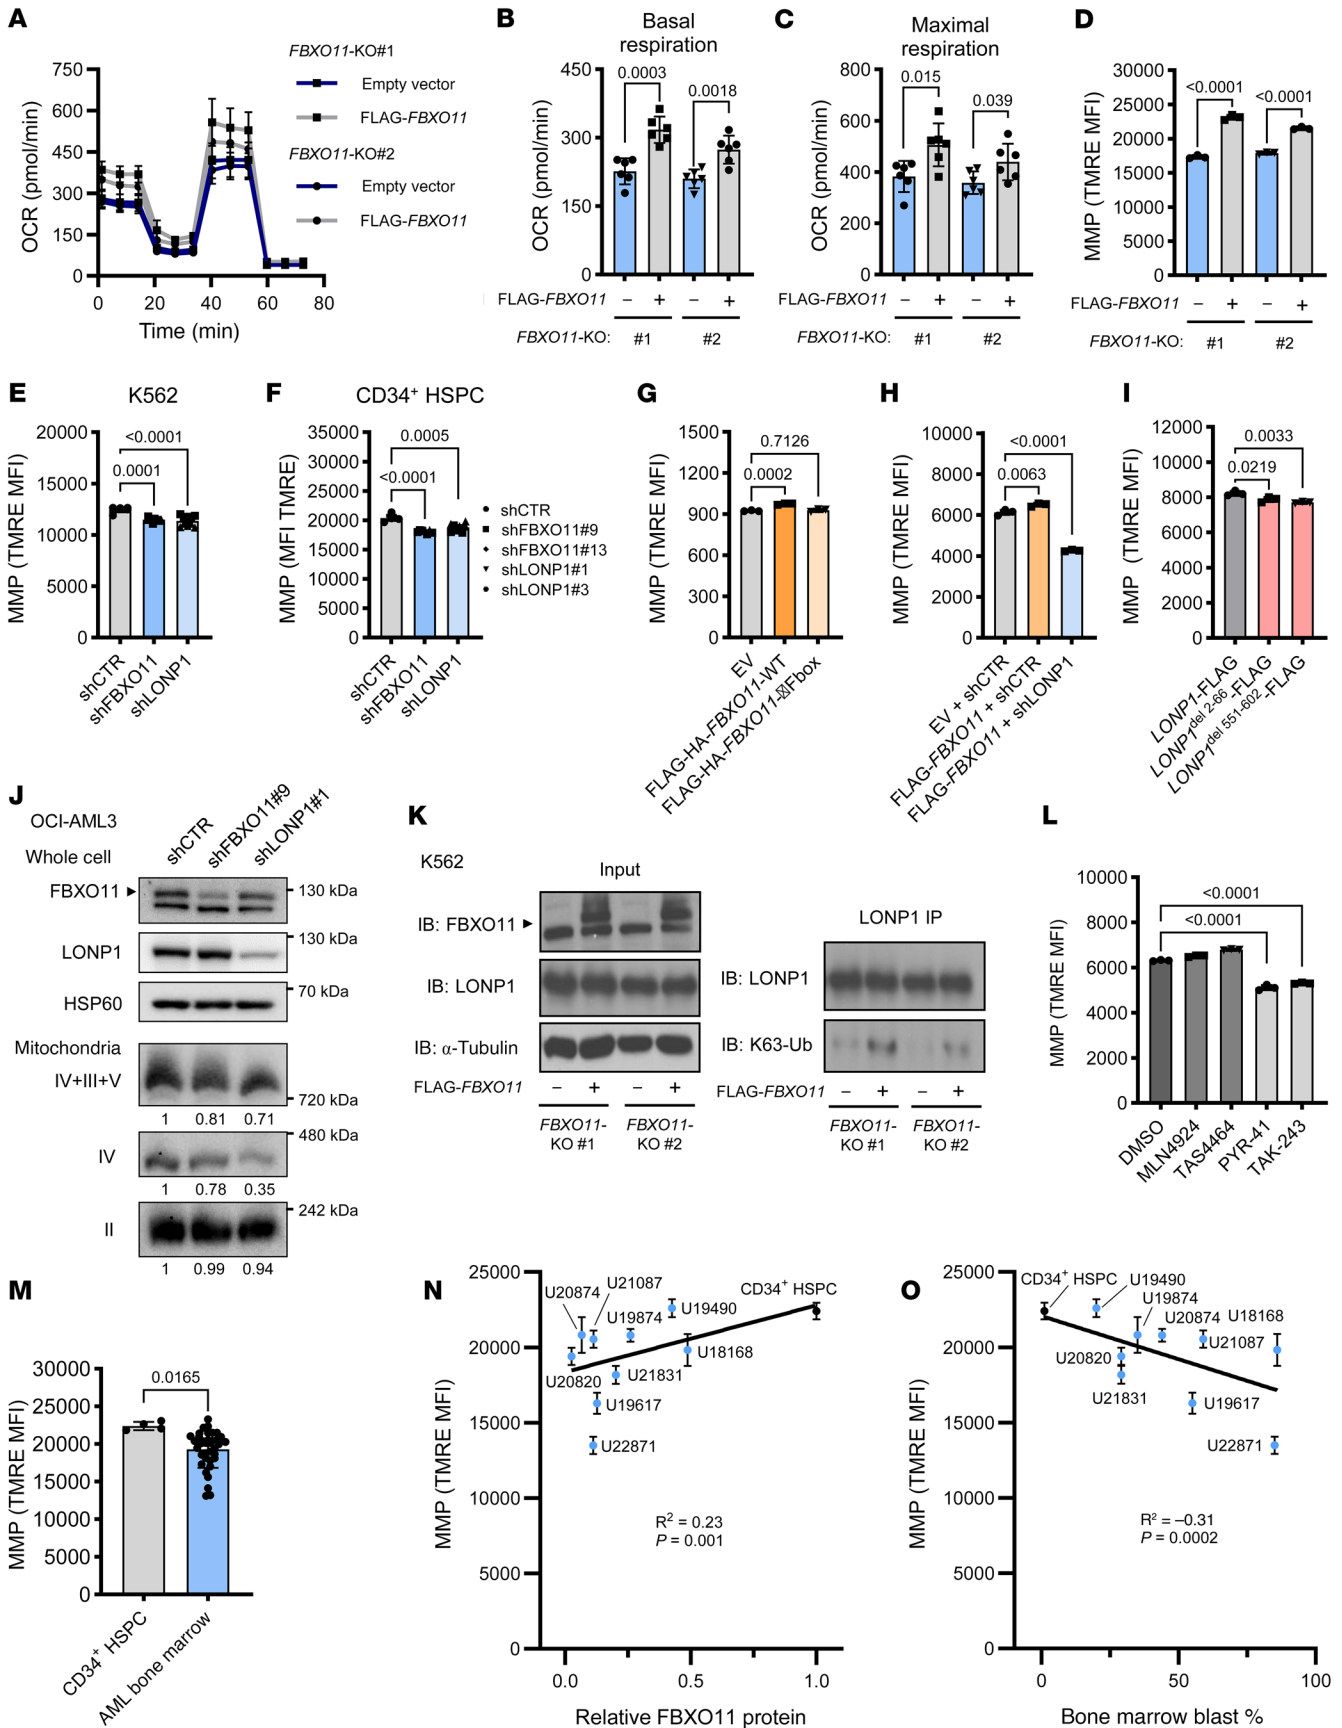 A
FBXO11-KO#1
Empty vector
FLAG-FBXO11
FBXO11-KO#2
Empty vector
FLAG-FBXO11
OCR (pmol/min)
750
600
450
300
150
0
0 20 40 60 80
Time (min)
B
Basal
respiration
OCR (pmol/min)
450
300
150
0
0.0003
0.0018
FLAG-FBXO11 – + – +
FBXO11-KO: #1 #2
C
Maximal
respiration
OCR (pmol/min)
800
600
400
200
0
0.015
0.039
FLAG-FBXO11 – + – +
FBXO11-KO: #1 #2
D
MMP (TMRE MFI)
30000
25000
20000
15000
10000
5000
0
<0.0001
<0.0001
FLAG-FBXO11 – + – +
FBXO11-KO: #1 #2
E
K562
MMP (TMRE MFI)
20000
15000
10000
5000
0
<0.0001
0.0001
shCTR
shFBXO11
shLONP1
F
CD34+ HSPC
MMP (MFI TMRE)
35000
30000
25000
20000
15000
10000
5000
0
0.0005
<0.0001
shCTR
shFBXO11
shLONP1
shCTR
shFBXO11#9
shFBXO11#13
shLONP1#1
shLONP1#3
G
MMP (TMRE MFI)
1500
1200
900
600
300
0
0.7126
0.0002
EV
FLAG-HA-FBXO11-WT
FLAG-HA-FBXO11-☒Fbox
H
MMP (TMRE MFI)
10000
8000
6000
4000
2000
0
<0.0001
0.0063
EV + shCTR
FLAG-FBXO11 + shCTR
FLAG-FBXO11 + shLONP1
I
MMP (TMRE MFI)
12000
10000
8000
6000
4000
2000
0
0.0033
0.0219
LONP1-FLAG
LONP1del 2-66-FLAG
LONP1del 551-602-FLAG
J
OCI-AML3
shCTR
shFBXO11#9
shLONP1#1
Whole cell
FBXO11 130 kDa
130 kDa
LONP1
70 kDa
HSP60
Mitochondria
IV+III+V
720 kDa
1 0.81 0.71
480 kDa
IV
1 0.78 0.35
242 kDa
II
1 0.99 0.94
K
K562
Input
IB: FBXO11
IB: LONP1
IB: α-Tubulin
FLAG-FBXO11 – + – +
FBXO11-
KO #1
FBXO11-
KO #2
LONP1 IP
IB: LONP1
IB: K63-Ub
FLAG-FBXO11 – + – +
FBXO11-
KO #1
FBXO11-
KO #2
L
MMP (TMRE MFI)
10000
8000
6000
4000
2000
0
<0.0001
<0.0001
DMSO
MLN4924
TAS4464
PYR-41
TAK-243
M
MMP (TMRE MFI)
30000
25000
20000
15000
10000
5000
0
0.0165
CD34+ HSPC
AML bone marrow
N
MMP (TMRE MFI)
25000
20000
15000
10000
5000
0
U20874
U21087
CD34+ HSPC
U19874
U19490
U18168
U20820
U21831
U19617
U22871
R2 = 0.23
P = 0.001
0.0 0.5 1.0
Relative FBXO11 protein
O
MMP (TMRE MFI)
25000
20000
15000
10000
5000
0
CD34+ HSPC
U19490
U19874
U20874
U18168
U21087
U20820
U21831
U19617
U22871
R2 = –0.31
P = 0.0002
0 50 100
Bone marrow blast %